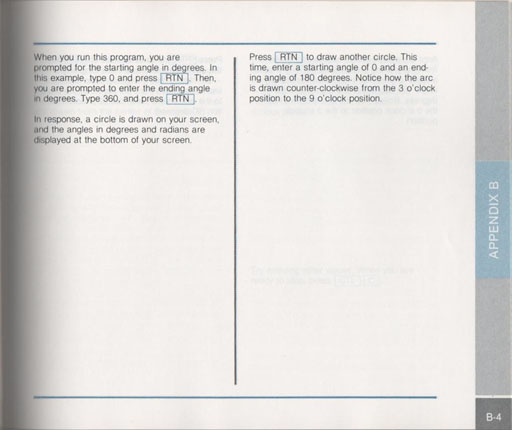 When you run this program, you are
prompted for the starting angle in degrees. In
this example, type 0 and press RTN . Then,
you are prompted to enter the ending angle
in degrees. Type 360, and press RTN .
In response, a circle is drawn on your screen,
and the angles in degrees and radians are
displayed at the bottom of your screen.
Press RTN to draw another circle. This
time, enter a starting angle of 0 and an end-
ing angle of 180 degrees. Notice how the arc
is drawn counter-clockwise from the 3 o'clock
position to the 9 o'clock position.
APPENDIX B
B-4